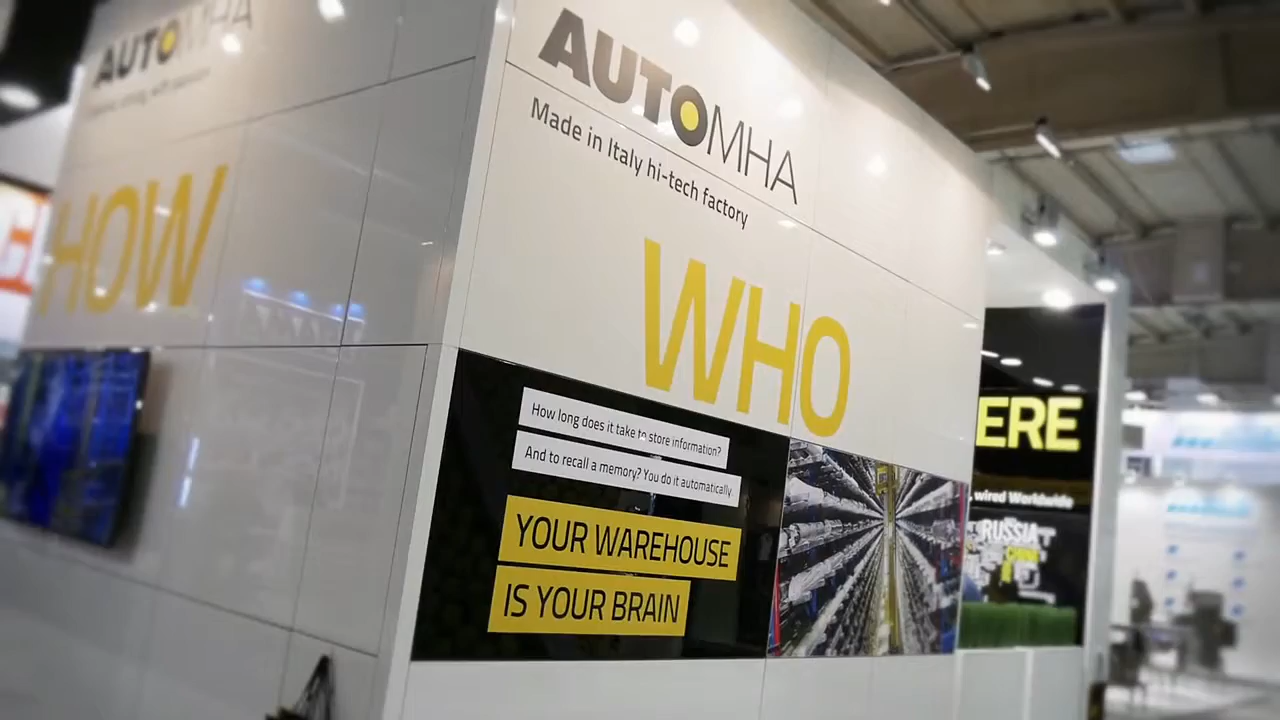 AUTOMHA
HOW
AUTOMHA
Made in Italy hi-tech factory
WHO
How long does it take to store information?
And to recall a memory? You do it automatically
YOUR WAREHOUSE
IS YOUR BRAIN
ERE
wired Worldwide
RUSSIA
CHINA